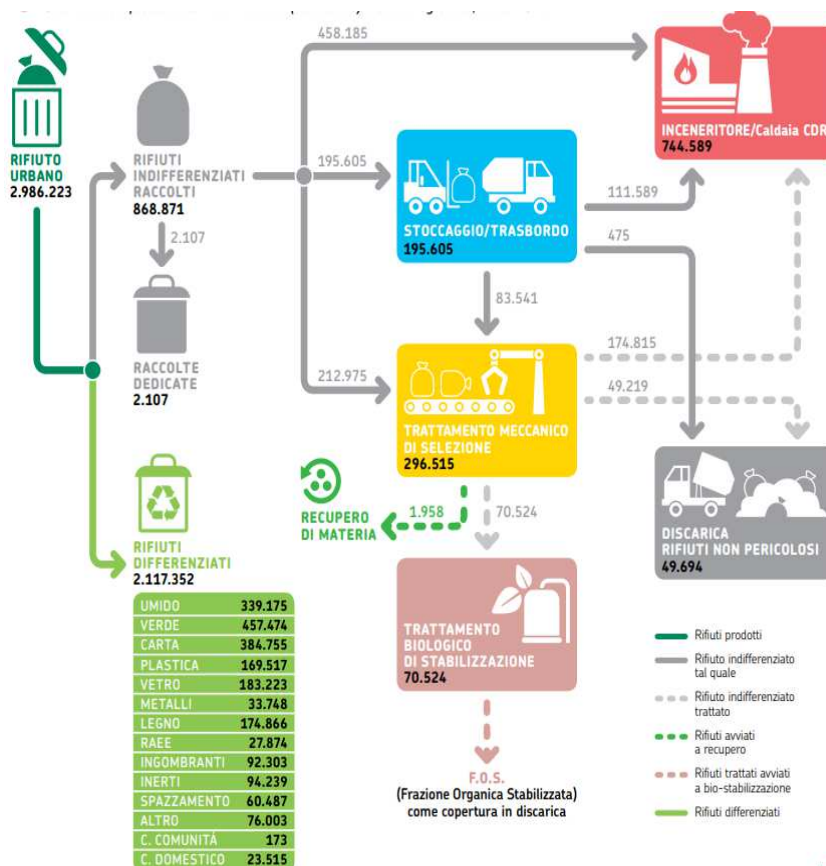 458.185
RIFIUTO
URBANO
2.986.223
RIFIUTI
INDIFFERENZIATI
RACCOLTI
868.871
195.605
INCENERITORE/Caldaia CDR
744.589
STOCCAGGIO/TRASBORDO
195.605
111.589
475
2.107
83.541
RACCOLTE
DEDICATE
2.107
212.975
174.815
49.219
TRATTAMENTO MECCANICO
DI SELEZIONE
296.515
RECUPERO
DI MATERIA
1.958
70.524
DISCARICA
RIFIUTI NON PERICOLOSI
49.694
RIFIUTI
DIFFERENZIATI
2.117.352
UMIDO 339.175
VERDE 457.474
CARTA 384.755
PLASTICA 169.517
VETRO 183.223
METALLI 33.748
LEGNO 174.866
RAEE 27.874
INGOMBRANTI 92.303
INERTI 94.239
SPAZZAMENTO 60.487
ALTRO 76.003
C. COMUNITÀ 173
C. DOMESTICO 23.515
TRATTAMENTO
BIOLOGICO
DI STABILIZZAZIONE
70.524
F.O.S.
(Frazione Organica Stabilizzata)
come copertura in discarica
Rifiuti prodotti
Rifiuto indifferenziato
tal quale
Rifiuto indifferenziato
trattato
Rifiuti avviati
a recupero
Rifiuti trattati avviati
a bio-stabilizzazione
Rifiuti differenziati